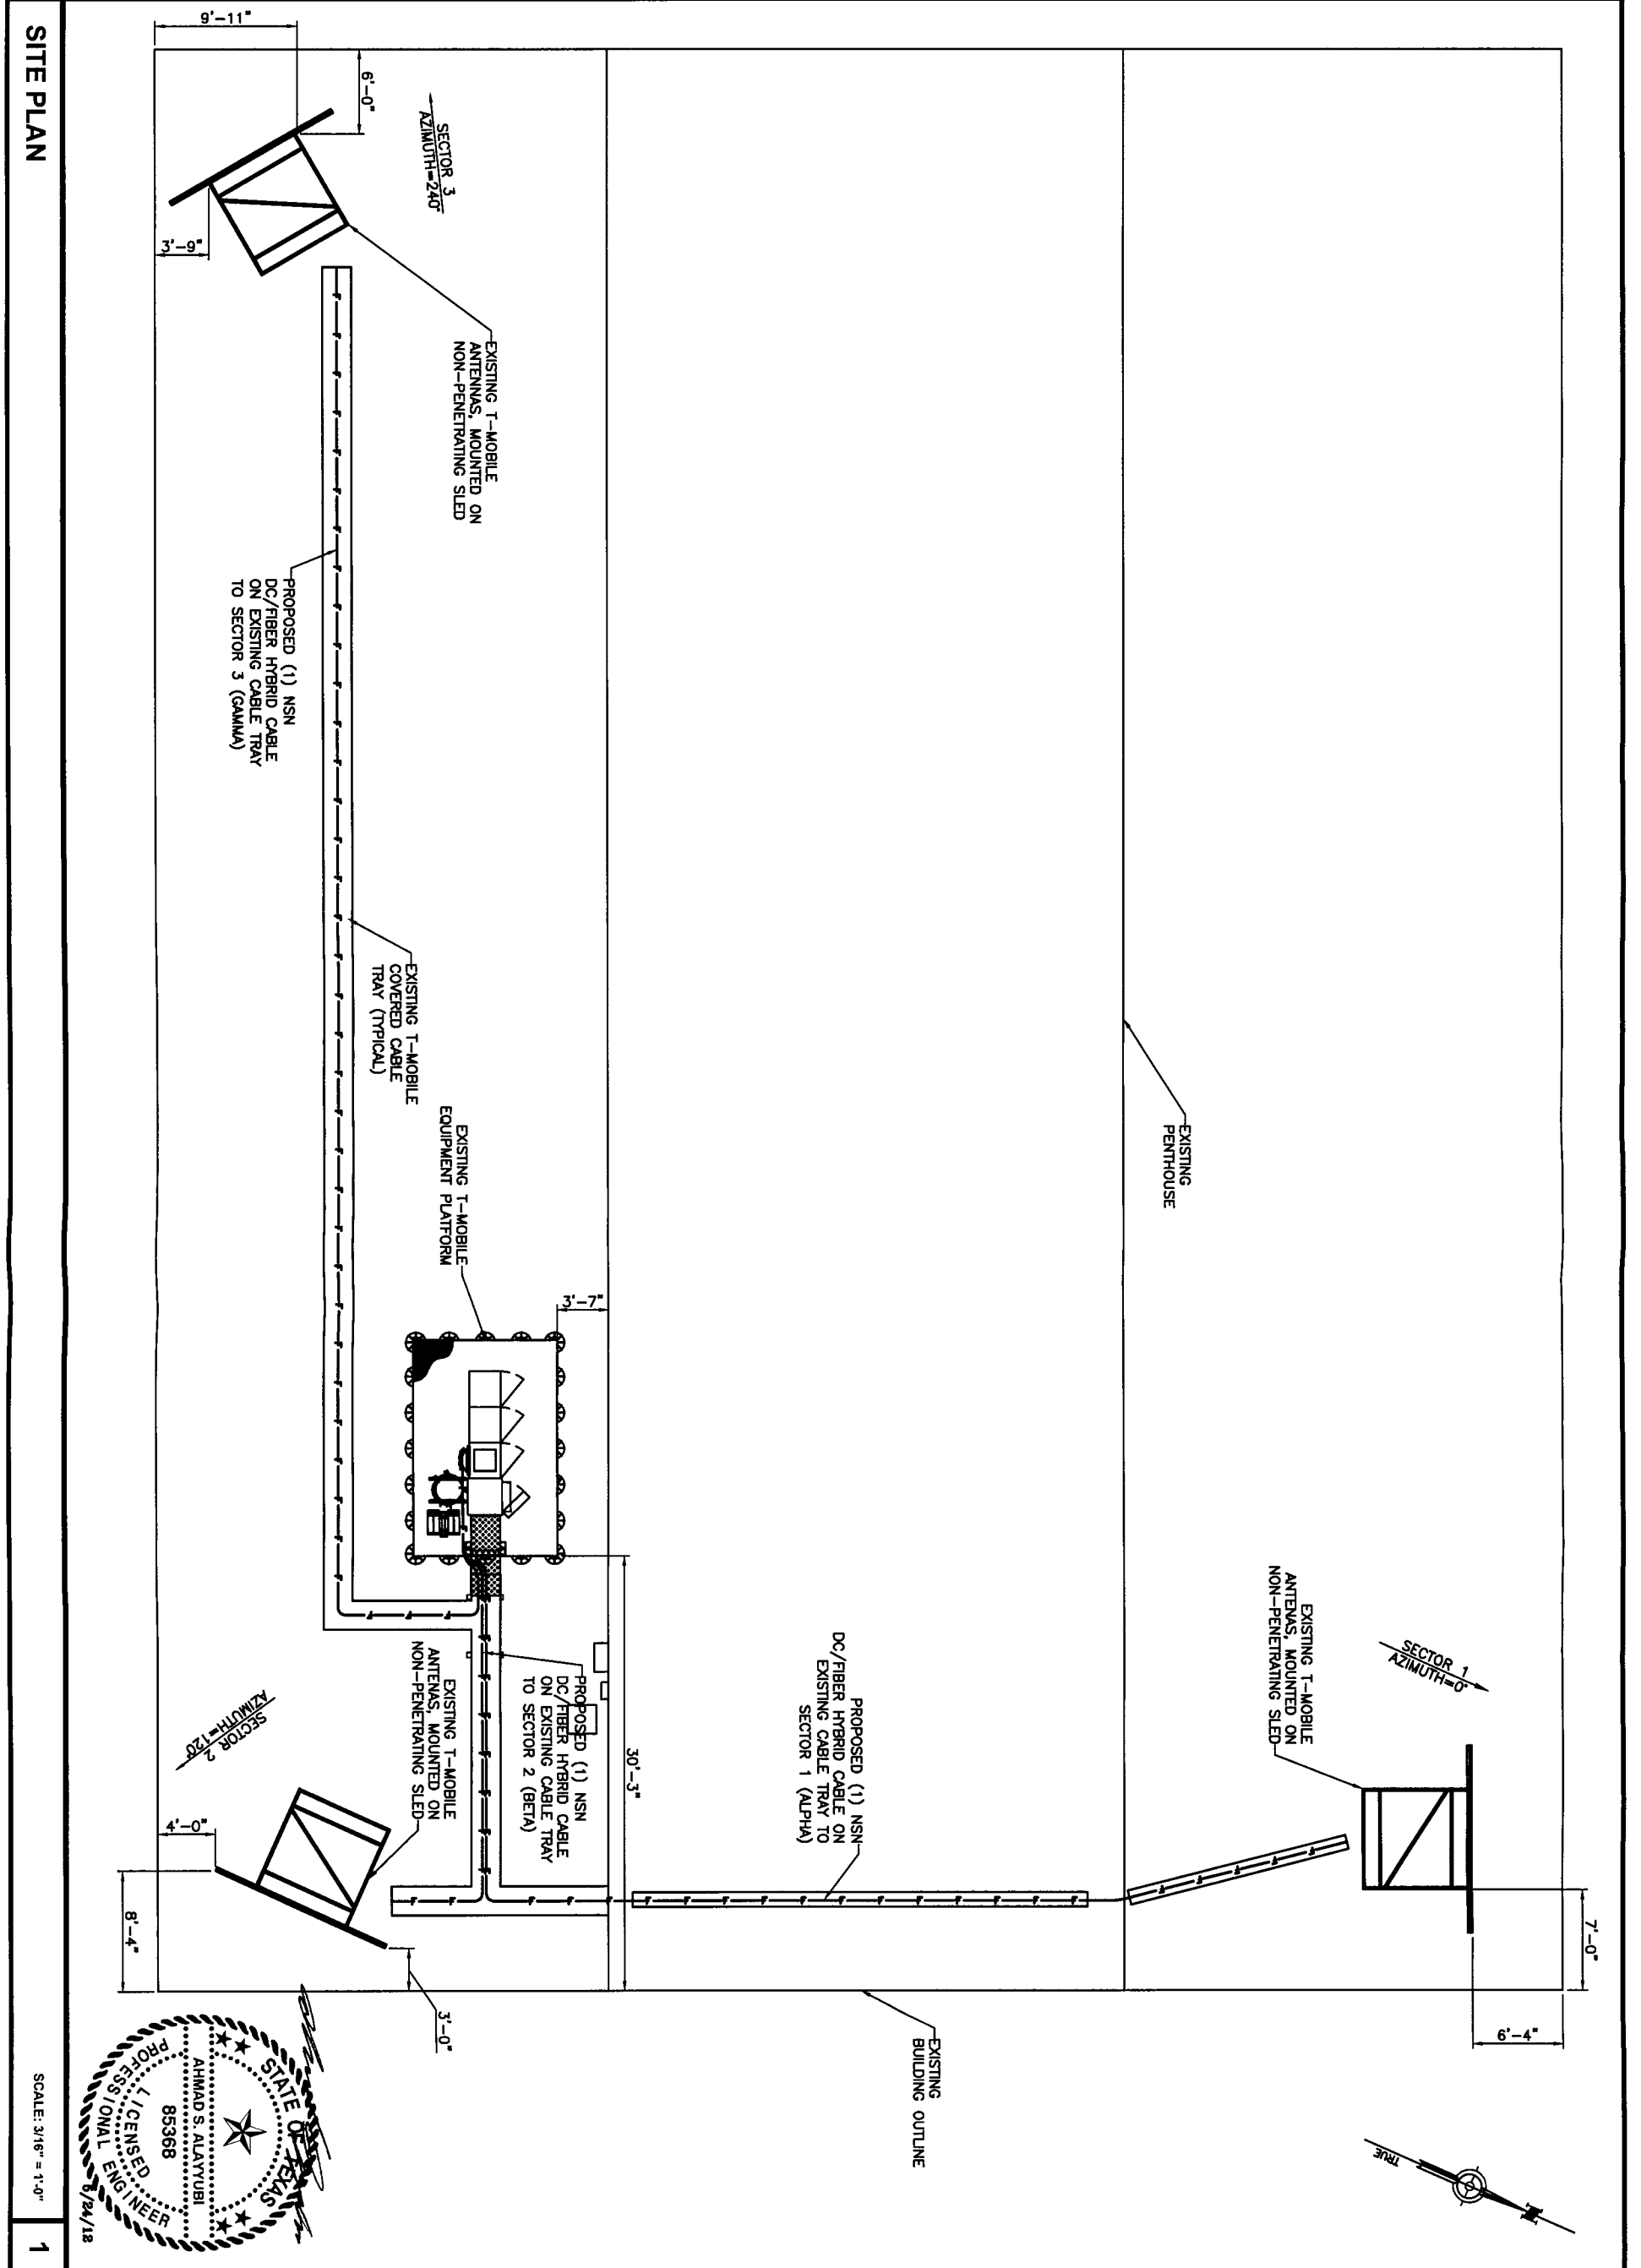 SECTOR 1
AZIMUTH=0°
7'-0"
6'-4"
TRUE
N
EXISTING T-MOBILE
ANTENAS, MOUNTED ON
NON-PENETRATING SLED
EXISTING
PENTHOUSE
EXISTING
BUILDING OUTLINE
PROPOSED (1) NSN
DC/FIBER HYBRID CABLE ON
EXISTING CABLE TRAY TO
SECTOR 1 (ALPHA)
30'-3"
3'-7"
PROPOSED (1) NSN
DC/FIBER HYBRID CABLE
ON EXISTING CABLE TRAY
TO SECTOR 2 (BETA)
EXISTING T-MOBILE
ANTENAS, MOUNTED ON
NON-PENETRATING SLED
EXISTING T-MOBILE
EQUIPMENT PLATFORM
EXISTING T-MOBILE
COVERED CABLE
TRAY (TYPICAL)
EXISTING T-MOBILE
ANTENNAS, MOUNTED ON
NON-PENETRATING SLED
SECTOR 3
AZIMUTH=240°
6'-0"
9'-11"
3'-9"
PROPOSED (1) NSN
DC/FIBER HYBRID CABLE
ON EXISTING CABLE TRAY
TO SECTOR 3 (GAMMA)
SECTOR 2
AZIMUTH=120°
4'-0"
8'-4"
3'-0"
STATE OF TEXAS
AHMAD S. ALAYYUBI
85368
LICENSED
PROFESSIONAL ENGINEER
5/24/12
SITE PLAN
SCALE: 3/16" = 1'-0"
1